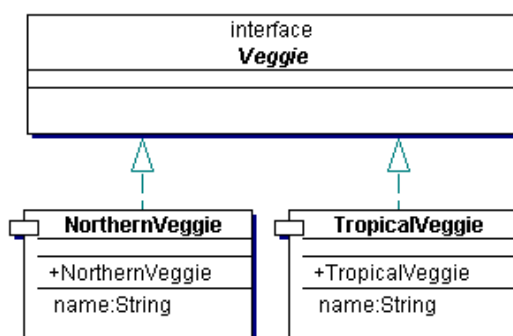 interface
Veggie
NorthernVeggie
+NorthernVeggie
name:String
TropicalVeggie
+TropicalVeggie
name:String